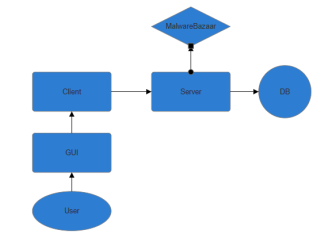 MalwareBazaar
Client
Server
DB
GUI
User